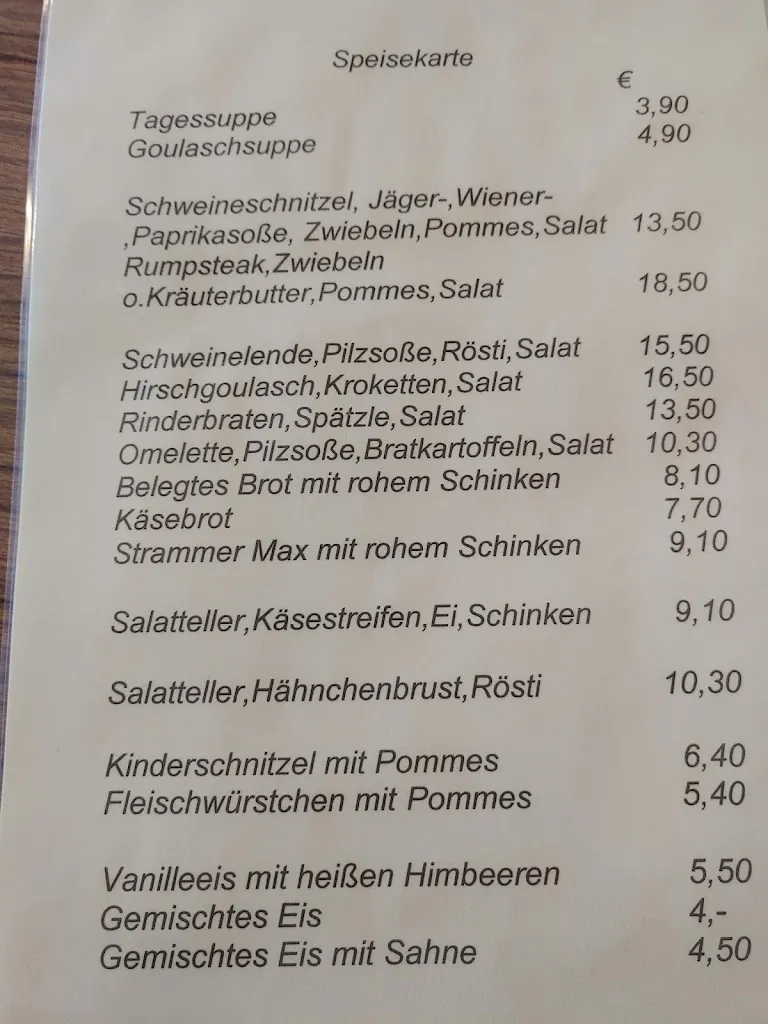 Speisekarte
€
Tagessuppe 3,90
Goulaschsuppe 4,90
Schweineschnitzel, Jäger-,Wiener-
,Paprikasoße, Zwiebeln,Pommes,Salat 13,50
Rumpsteak,Zwiebeln
o.Kräuterbutter,Pommes,Salat 18,50
Schweinelende,Pilzsoße,Rösti,Salat 15,50
Hirschgoulasch,Kroketten,Salat 16,50
Rinderbraten,Spätzle,Salat 13,50
Omelette,Pilzsoße,Bratkartoffeln,Salat 10,30
Belegtes Brot mit rohem Schinken 8,10
Käsebrot 7,70
Strammer Max mit rohem Schinken 9,10
Salatteller,Käsestreifen,Ei,Schinken 9,10
Salatteller,Hähnchenbrust,Rösti 10,30
Kinderschnitzel mit Pommes 6,40
Fleischwürstchen mit Pommes 5,40
Vanilleeis mit heißen Himbeeren 5,50
Gemischtes Eis 4,-
Gemischtes Eis mit Sahne 4,50